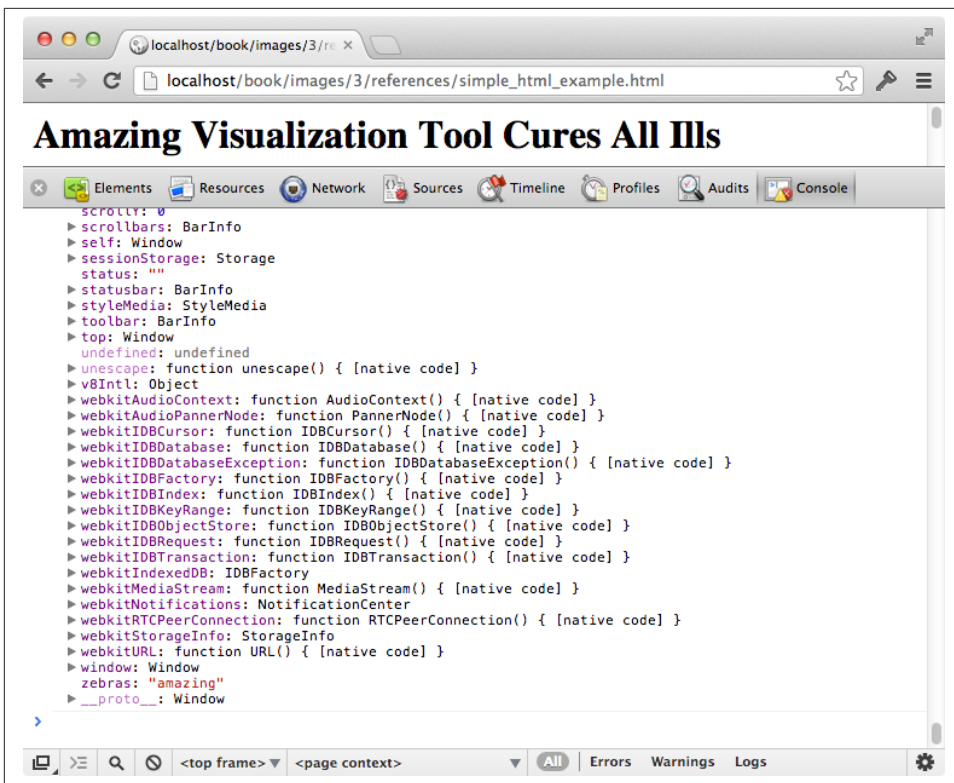 localhost/book/images/3/re
localhost/book/images/3/references/simple_html_example.html
Amazing Visualization Tool Cures All Ills
Elements Resources Network Sources Timeline Profiles Audits Console
scrollY: 0
scrollbars: BarInfo
self: Window
sessionStorage: Storage
status: ""
statusbar: BarInfo
styleMedia: StyleMedia
toolbar: BarInfo
top: Window
undefined: undefined
unescape: function unescape() { [native code] }
v8Intl: Object
webkitAudioContext: function AudioContext() { [native code] }
webkitAudioPannerNode: function PannerNode() { [native code] }
webkitIDBCursor: function IDBCursor() { [native code] }
webkitIDBDatabase: function IDBDatabase() { [native code] }
webkitIDBDatabaseException: function IDBDatabaseException() { [native code] }
webkitIDBFactory: function IDBFactory() { [native code] }
webkitIDBIndex: function IDBIndex() { [native code] }
webkitIDBKeyRange: function IDBKeyRange() { [native code] }
webkitIDBObjectStore: function IDBObjectStore() { [native code] }
webkitIDBRequest: function IDBRequest() { [native code] }
webkitIDBTransaction: function IDBTransaction() { [native code] }
webkitIndexedDB: IDBFactory
webkitMediaStream: function MediaStream() { [native code] }
webkitNotifications: NotificationCenter
webkitRTCPeerConnection: function RTCPeerConnection() { [native code] }
webkitStorageInfo: StorageInfo
webkitURL: function URL() { [native code] }
window: Window
zebras: "amazing"
__proto__: Window
<top frame> <page context> All Errors Warnings Logs